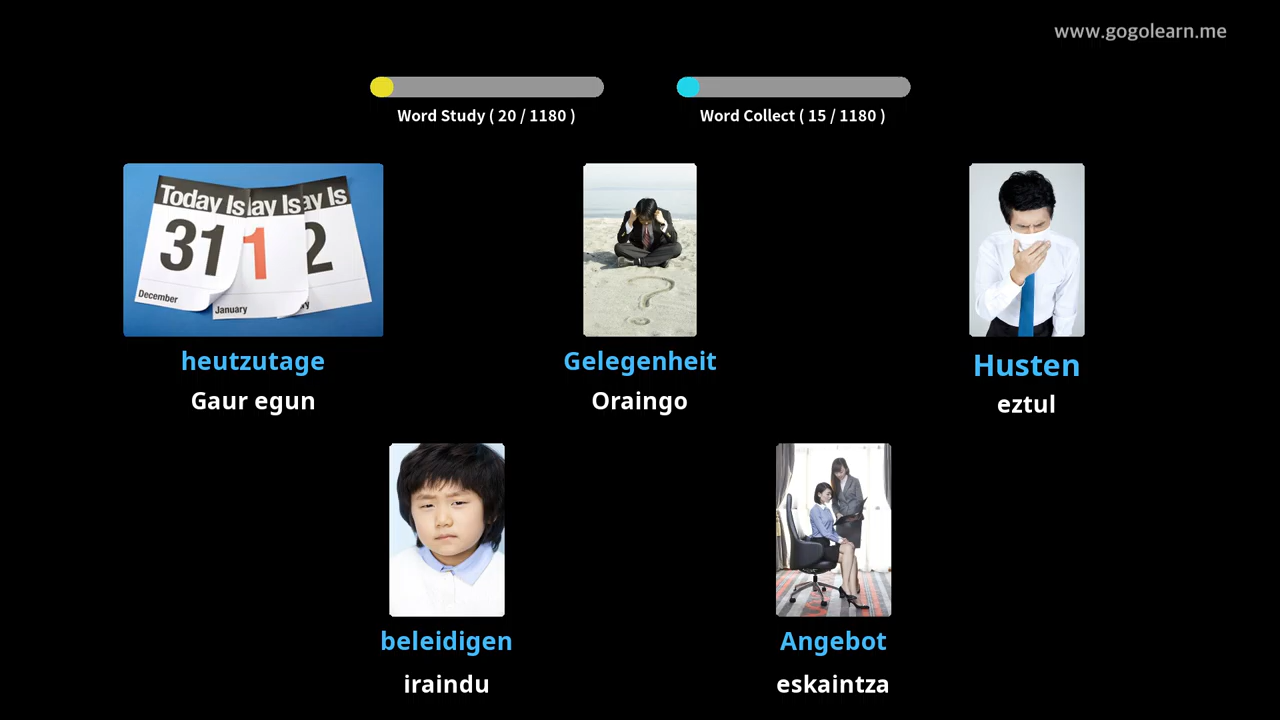 www.gogolearn.me
Word Study ( 20 / 1180 )
Word Collect ( 15 / 1180 )
Today Is
ay Is
ay Is
31
1
2
December
January
heutzutage
Gelegenheit
Husten
Gaur egun
Oraingo
eztul
beleidigen
Angebot
iraindu
eskaintza